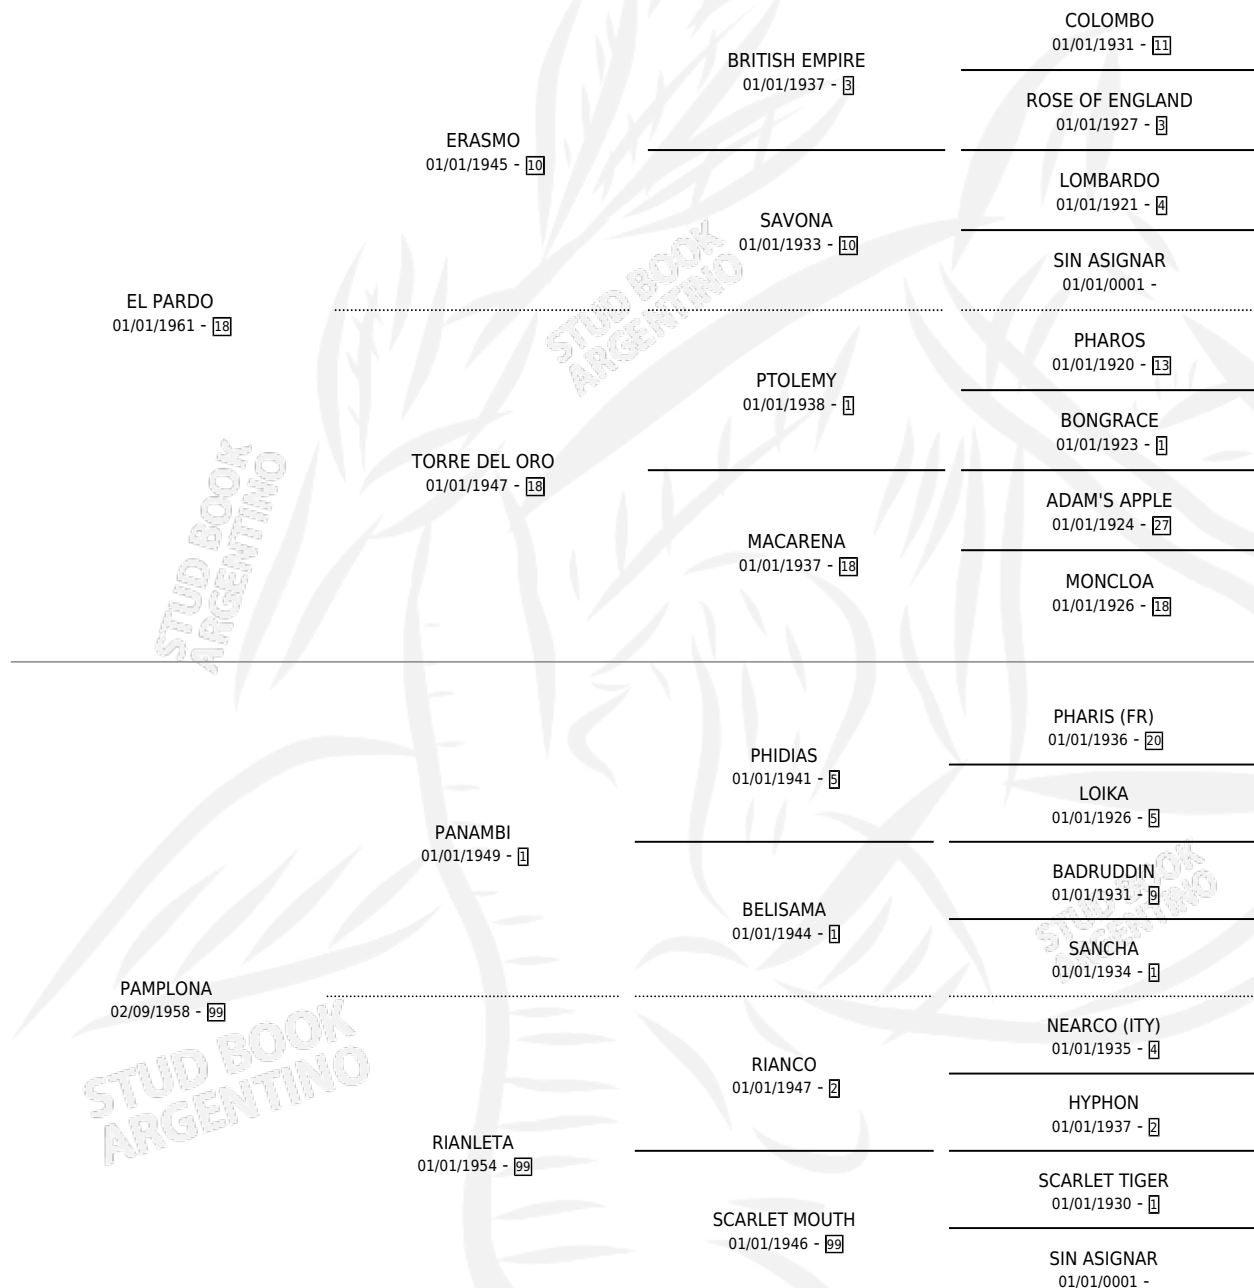 COLOMBO
01/01/1931 - 11
BRITISH EMPIRE
01/01/1937 - 3
ROSE OF ENGLAND
01/01/1927 - 3
ERASMO
01/01/1945 - 10
LOMBARDO
01/01/1921 - 4
SAVONA
01/01/1933 - 10
SIN ASIGNAR
01/01/0001 -
EL PARDO
01/01/1961 - 18
STUD BOOK
ARGENTINO
PHAROS
01/01/1920 - 13
PTOLEMY
01/01/1938 - 1
BONGRACE
01/01/1923 - 1
TORRE DEL ORO
01/01/1947 - 18
ADAM'S APPLE
01/01/1924 - 27
MACARENA
01/01/1937 - 18
MONCLOA
01/01/1926 - 18
STUD BOOK
ARGENTINO
PHARIS (FR)
01/01/1936 - 20
PHIDIAS
01/01/1941 - 5
LOIKA
01/01/1926 - 5
PANAMBI
01/01/1949 - 1
BADRUDDIN
01/01/1931 - 9
BELISAMA
01/01/1944 - 1
SANCHA
01/01/1934 - 1
STUD BOOK
ARGENTINO
PAMPLONA
02/09/1958 - 99
NEARCO (ITY)
01/01/1935 - 4
RIANCO
01/01/1947 - 2
HYPHON
01/01/1937 - 2
STUD BOOK
ARGENTINO
RIANLETA
01/01/1954 - 99
SCARLET TIGER
01/01/1930 - 1
SCARLET MOUTH
01/01/1946 - 99
SIN ASIGNAR
01/01/0001 -